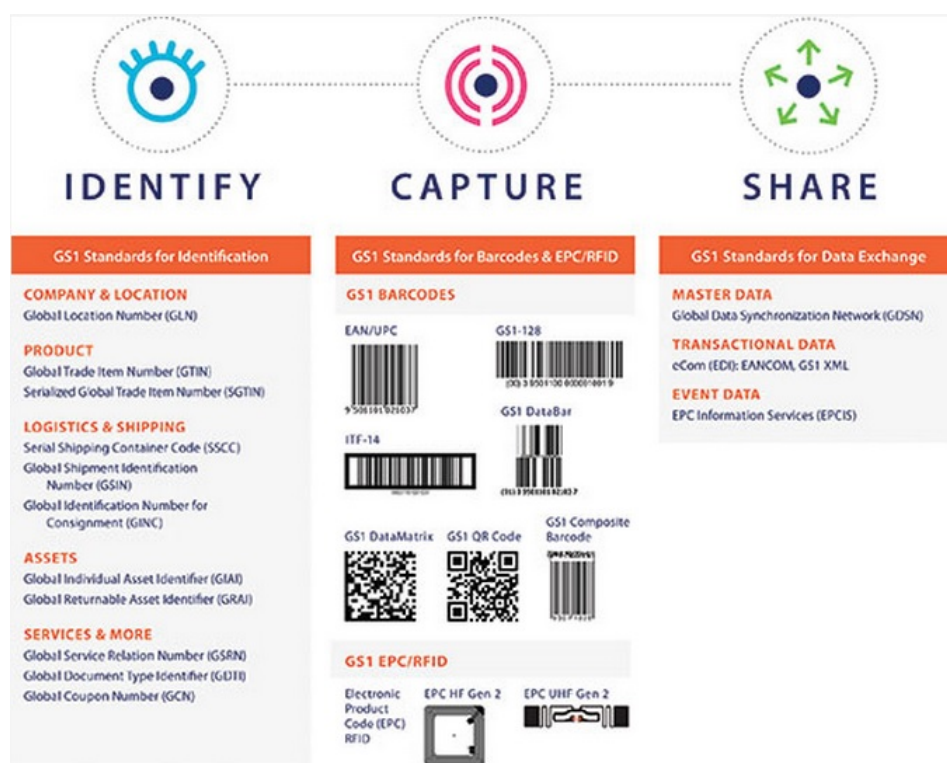 IDENTIFY
CAPTURE
SHARE
GS1 Standards for Identification
COMPANY & LOCATION
Global Location Number (GLN)
PRODUCT
Global Trade Item Number (GTIN)
Serialized Global Trade Item Number (SGTIN)
LOGISTICS & SHIPPING
Serial Shipping Container Code (SSCC)
Global Shipment Identification
Number (GSIN)
Global Identification Number for
Consignment (GINC)
ASSETS
Global Individual Asset Identifier (GIAI)
Global Returnable Asset Identifier (GRAI)
SERVICES & MORE
Global Service Relation Number (GSRN)
Global Document Type Identifier (GDTI)
Global Coupon Number (GCN)
GS1 Standards for Barcodes & EPC/RFID
GS1 BARCODES
EAN/UPC
GS1-128
GS1 DataBar
ITF-14
GS1 DataMatrix
GS1 QR Code
GS1 Composite
Barcode
GS1 EPC/RFID
Electronic
Product
Code (EPC)
RFID
EPC HF Gen 2
EPC UHF Gen 2
GS1 Standards for Data Exchange
MASTER DATA
Global Data Synchronization Network (GDSN)
TRANSACTIONAL DATA
eCom (EDI): EANCOM, GS1 XML
EVENT DATA
EPC Information Services (EPCIS)